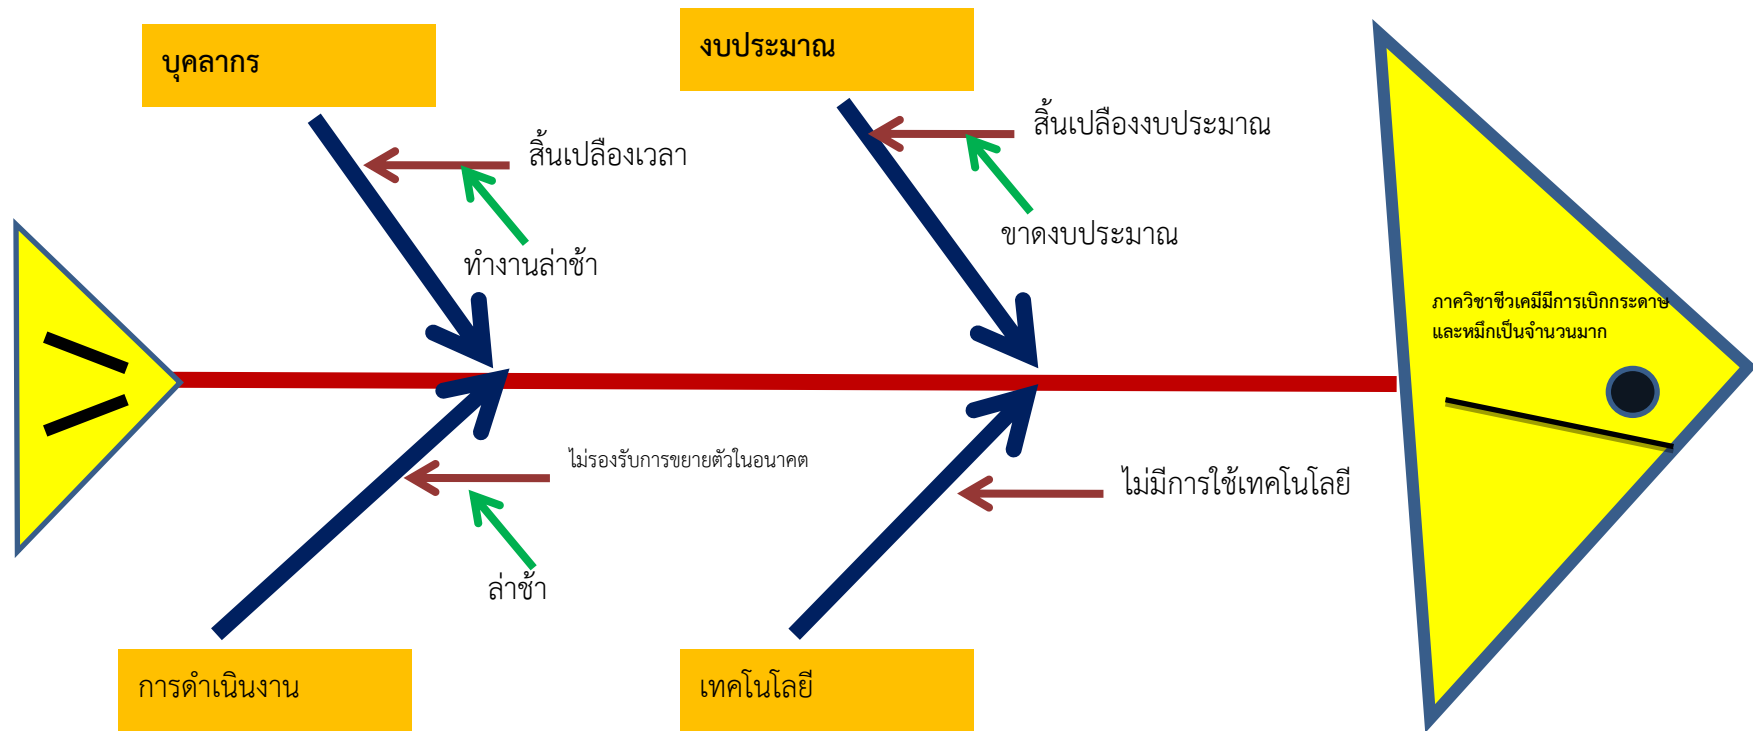 บุคลากร
งบประมาณ
สิ้นเปลืองเวลา
สิ้นเปลืองงบประมาณ
ทำงานล่าช้า
ขาดงบประมาณ
ภาควิชาชีวเคมีมีการเบิกกระดาษ
และหมึกเป็นจำนวนมาก
ไม่รองรับการขยายตัวในอนาคต
ไม่มีการใช้เทคโนโลยี
ล่าช้า
การดำเนินงาน
เทคโนโลยี